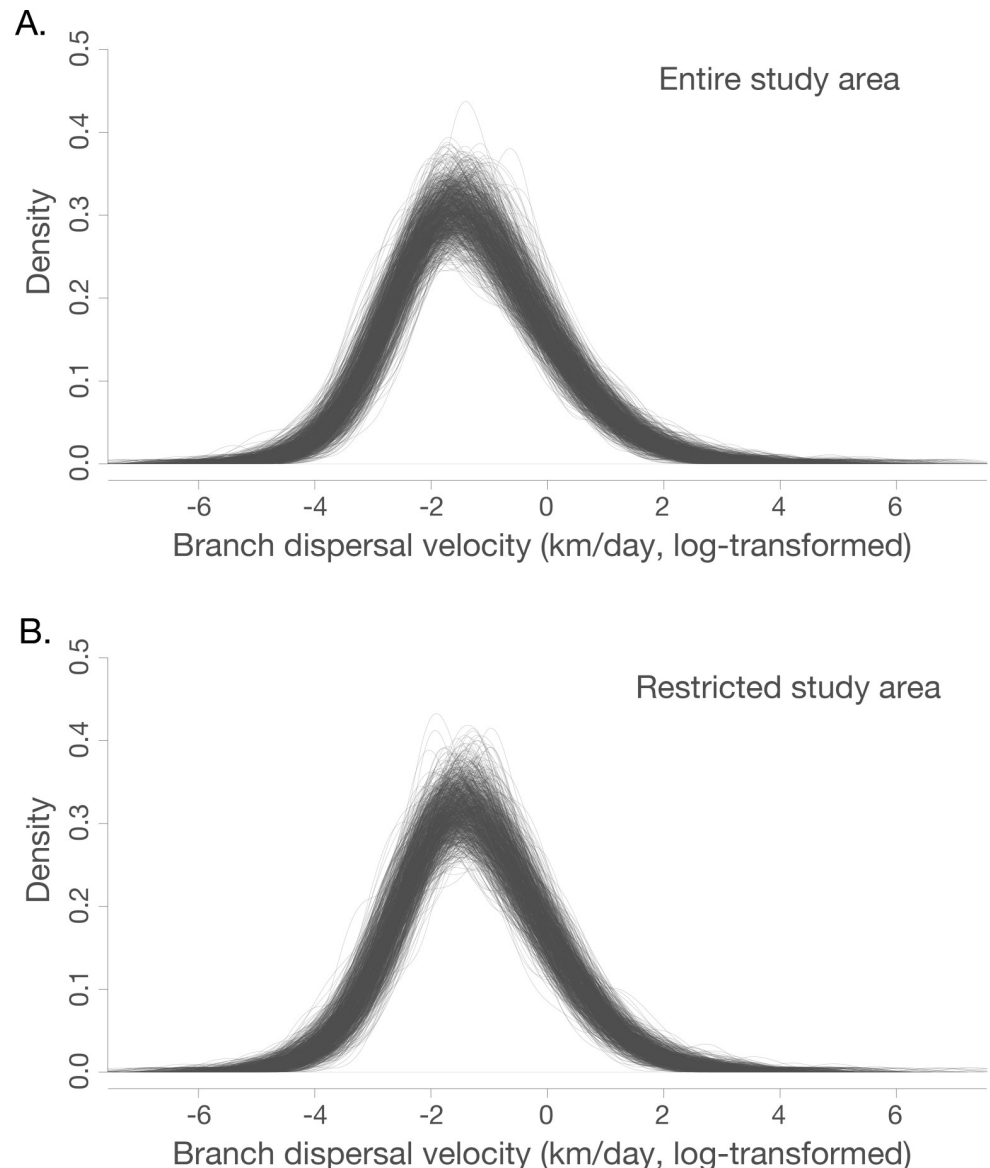 A.
Entire study area
0.5
0.4
0.3
0.2
0.1
0.0
Density
-6 -4 -2 0 2 4 6
Branch dispersal velocity (km/day, log-transformed)
B.
Restricted study area
0.5
0.4
0.3
0.2
0.1
0.0
Density
-6 -4 -2 0 2 4 6
Branch dispersal velocity (km/day, log-transformed)